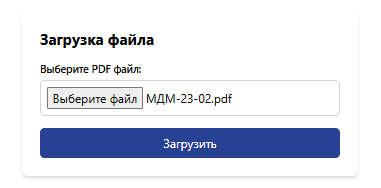 Загрузка файла
Выберите PDF файл:
Выберите файл МДМ-23-02.pdf
Загрузить